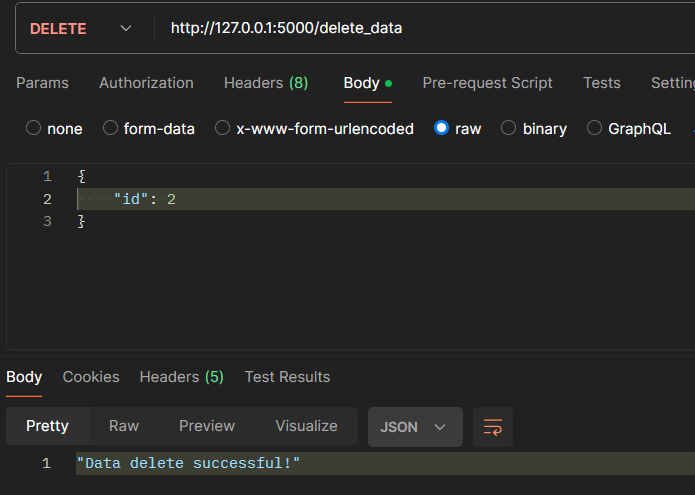 DELETE http://127.0.0.1:5000/delete_data
Params Authorization Headers (8) Body Pre-request Script Tests Settin
none form-data x-www-form-urlencoded raw binary GraphQL
1 {
2 "id": 2
3 }
Body Cookies Headers (5) Test Results
Pretty Raw Preview Visualize JSON
1 "Data delete successful!"